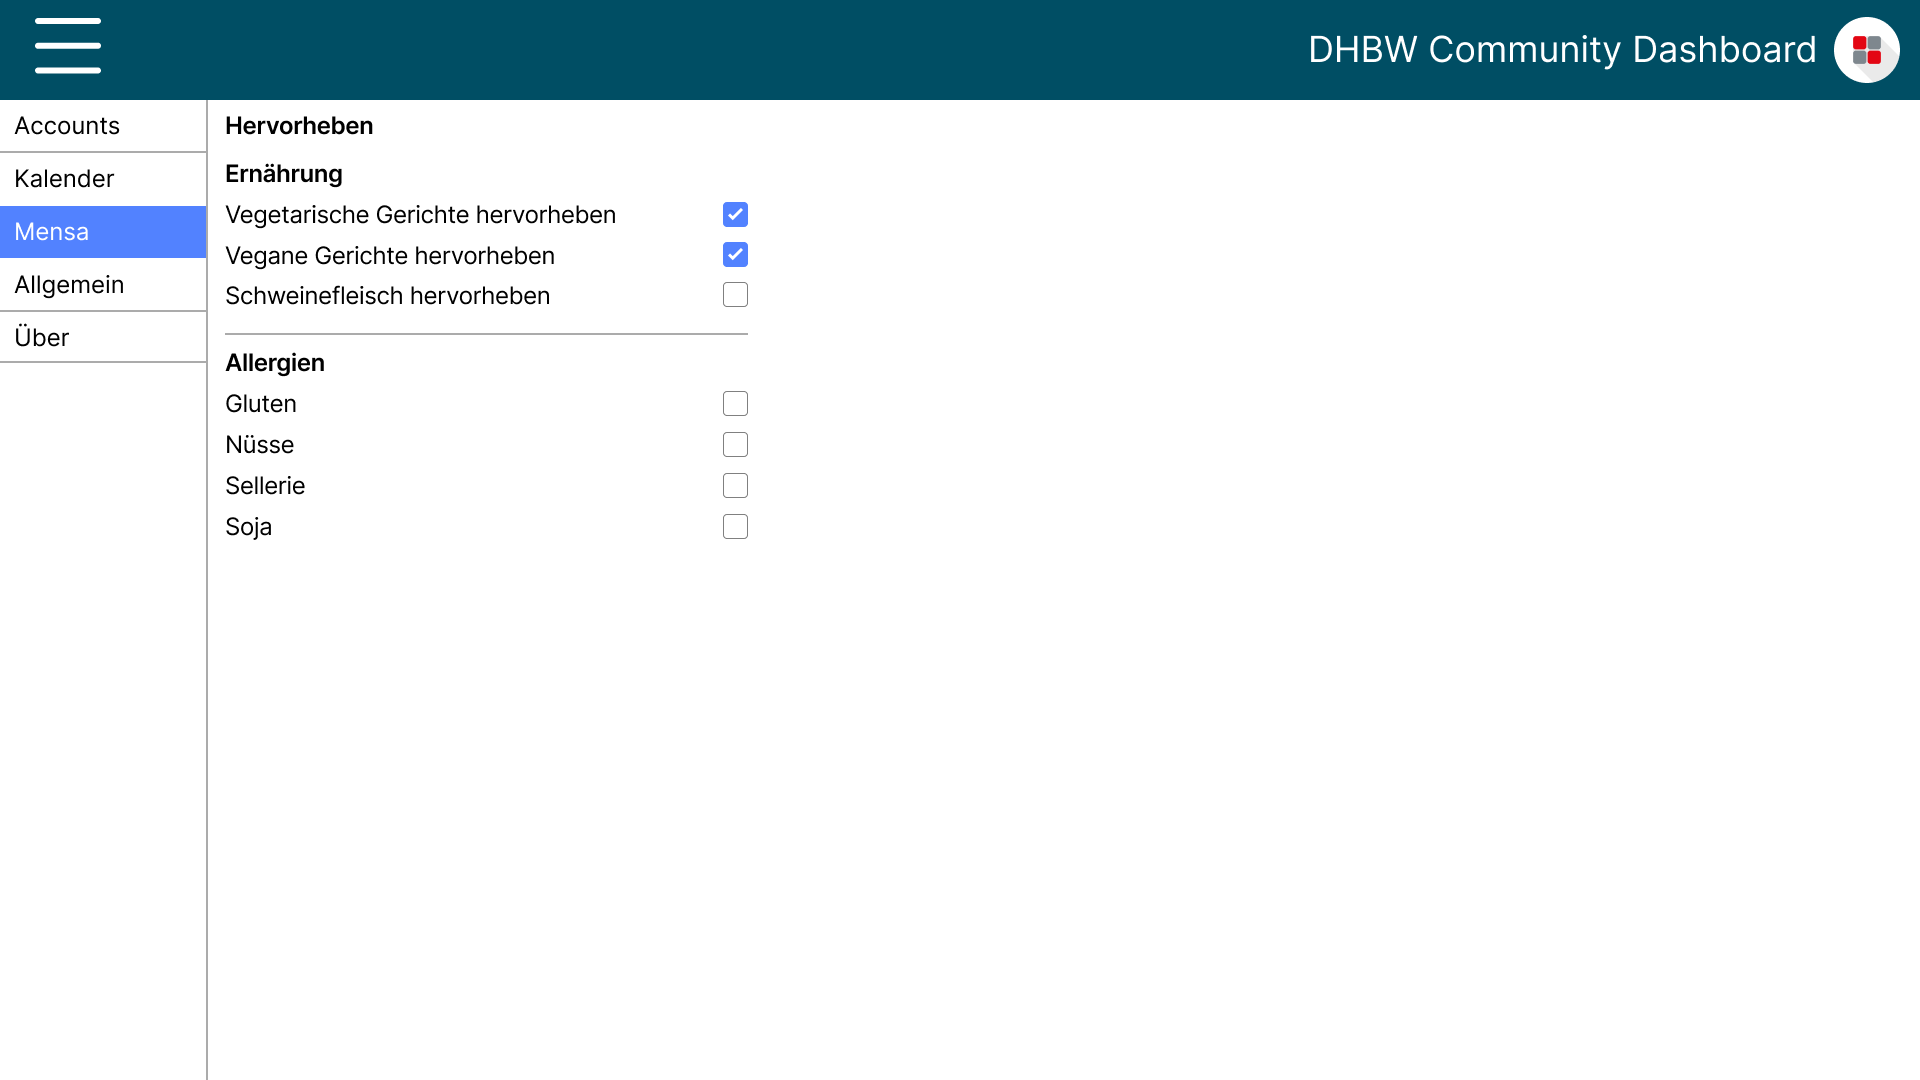 DHBW Community Dashboard
Accounts
Kalender
Mensa
Allgemein
Über
Hervorheben
Ernährung
Vegetarische Gerichte hervorheben
Vegane Gerichte hervorheben
Schweinefleisch hervorheben
Allergien
Gluten
Nüsse
Sellerie
Soja